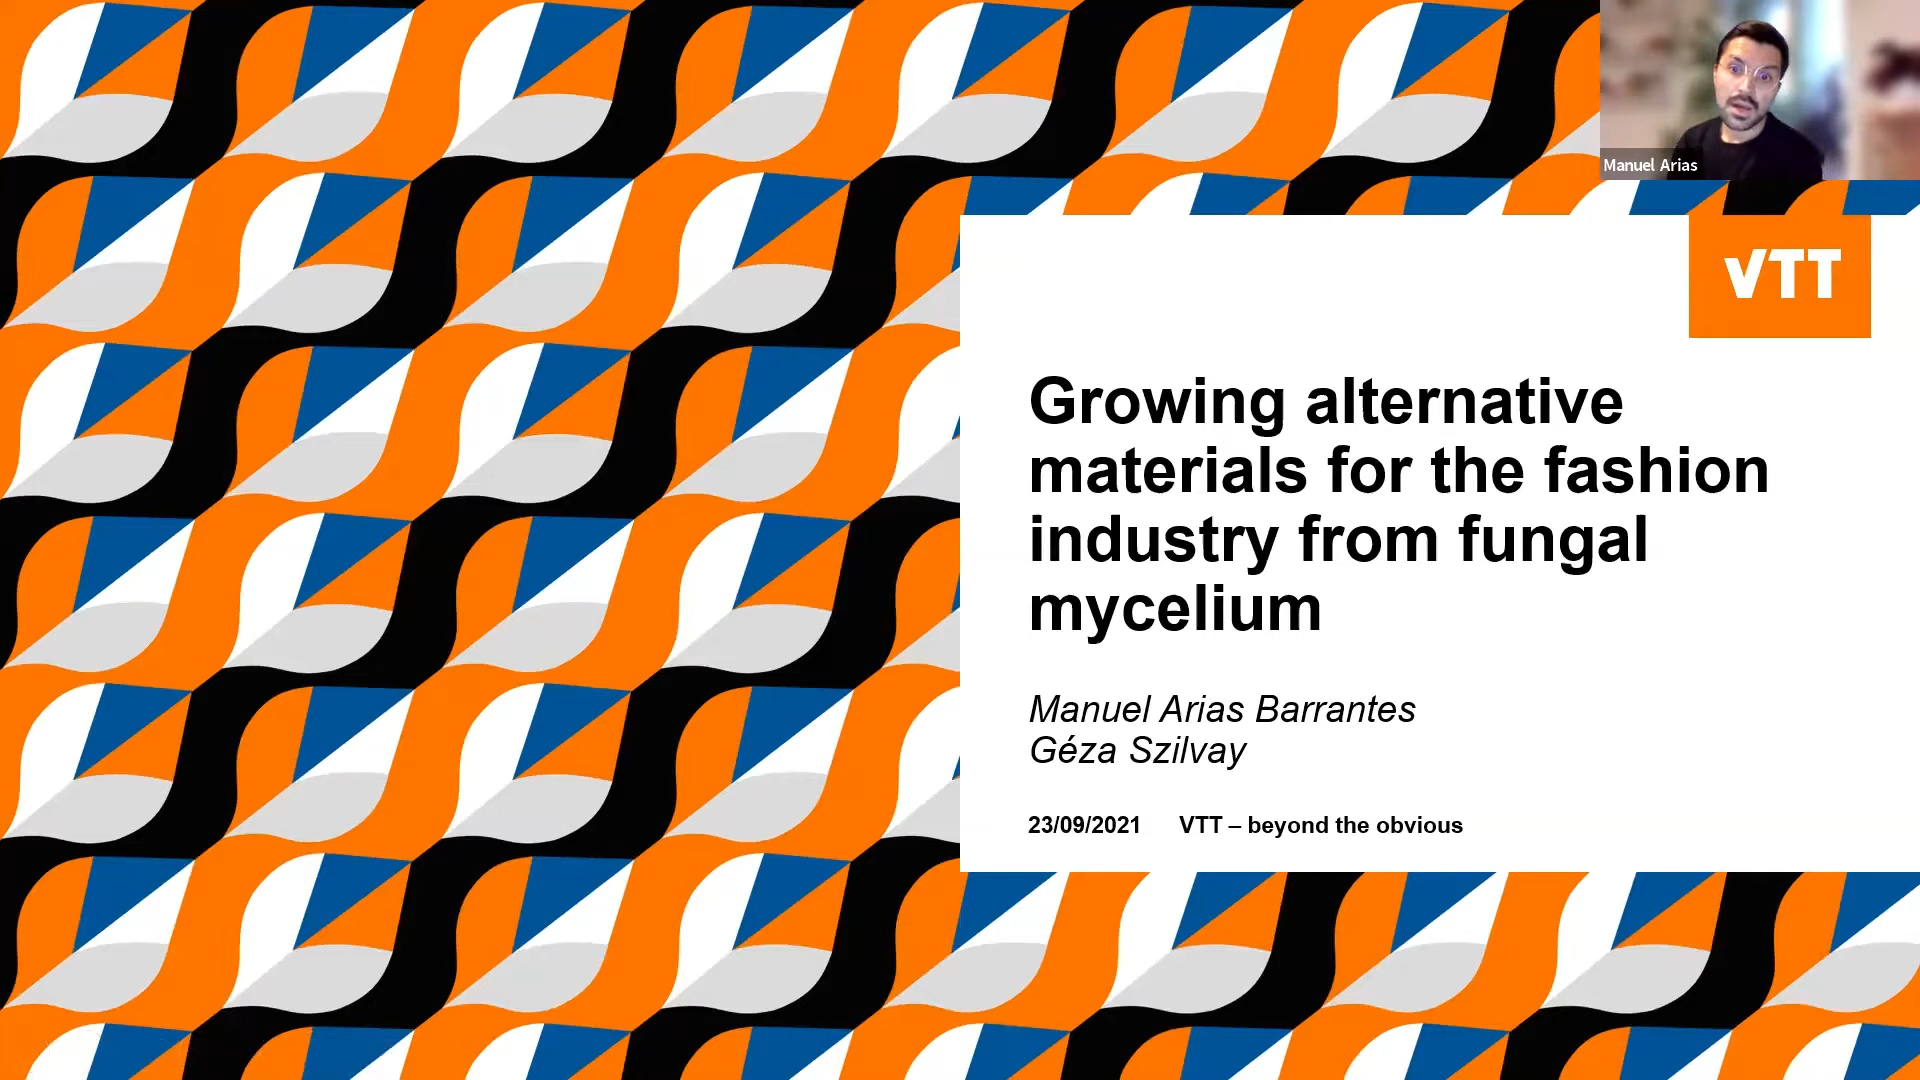 Manuel Arias
VTT
Growing alternative
materials for the fashion
industry from fungal
mycelium
Manuel Arias Barrantes
Géza Szilvay
23/09/2021 VTT – beyond the obvious